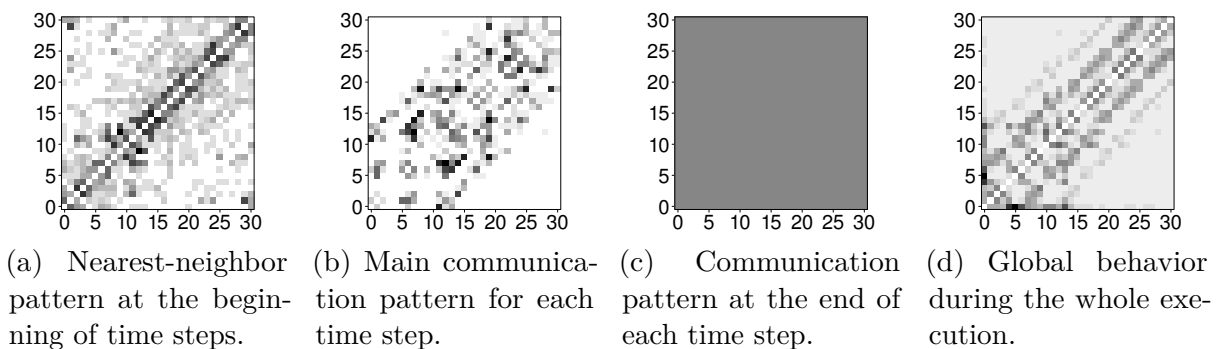 30
25
20
15
10
5
0
0 5 10 15 20 25 30
(a) Nearest-neighbor
pattern at the begin-
ning of time steps.
30
25
20
15
10
5
0
0 5 10 15 20 25 30
(b) Main communica-
tion pattern for each
time step.
30
25
20
15
10
5
0
0 5 10 15 20 25 30
(c) Communication
pattern at the end of
each time step.
30
25
20
15
10
5
0
0 5 10 15 20 25 30
(d) Global behavior
during the whole exe-
cution.